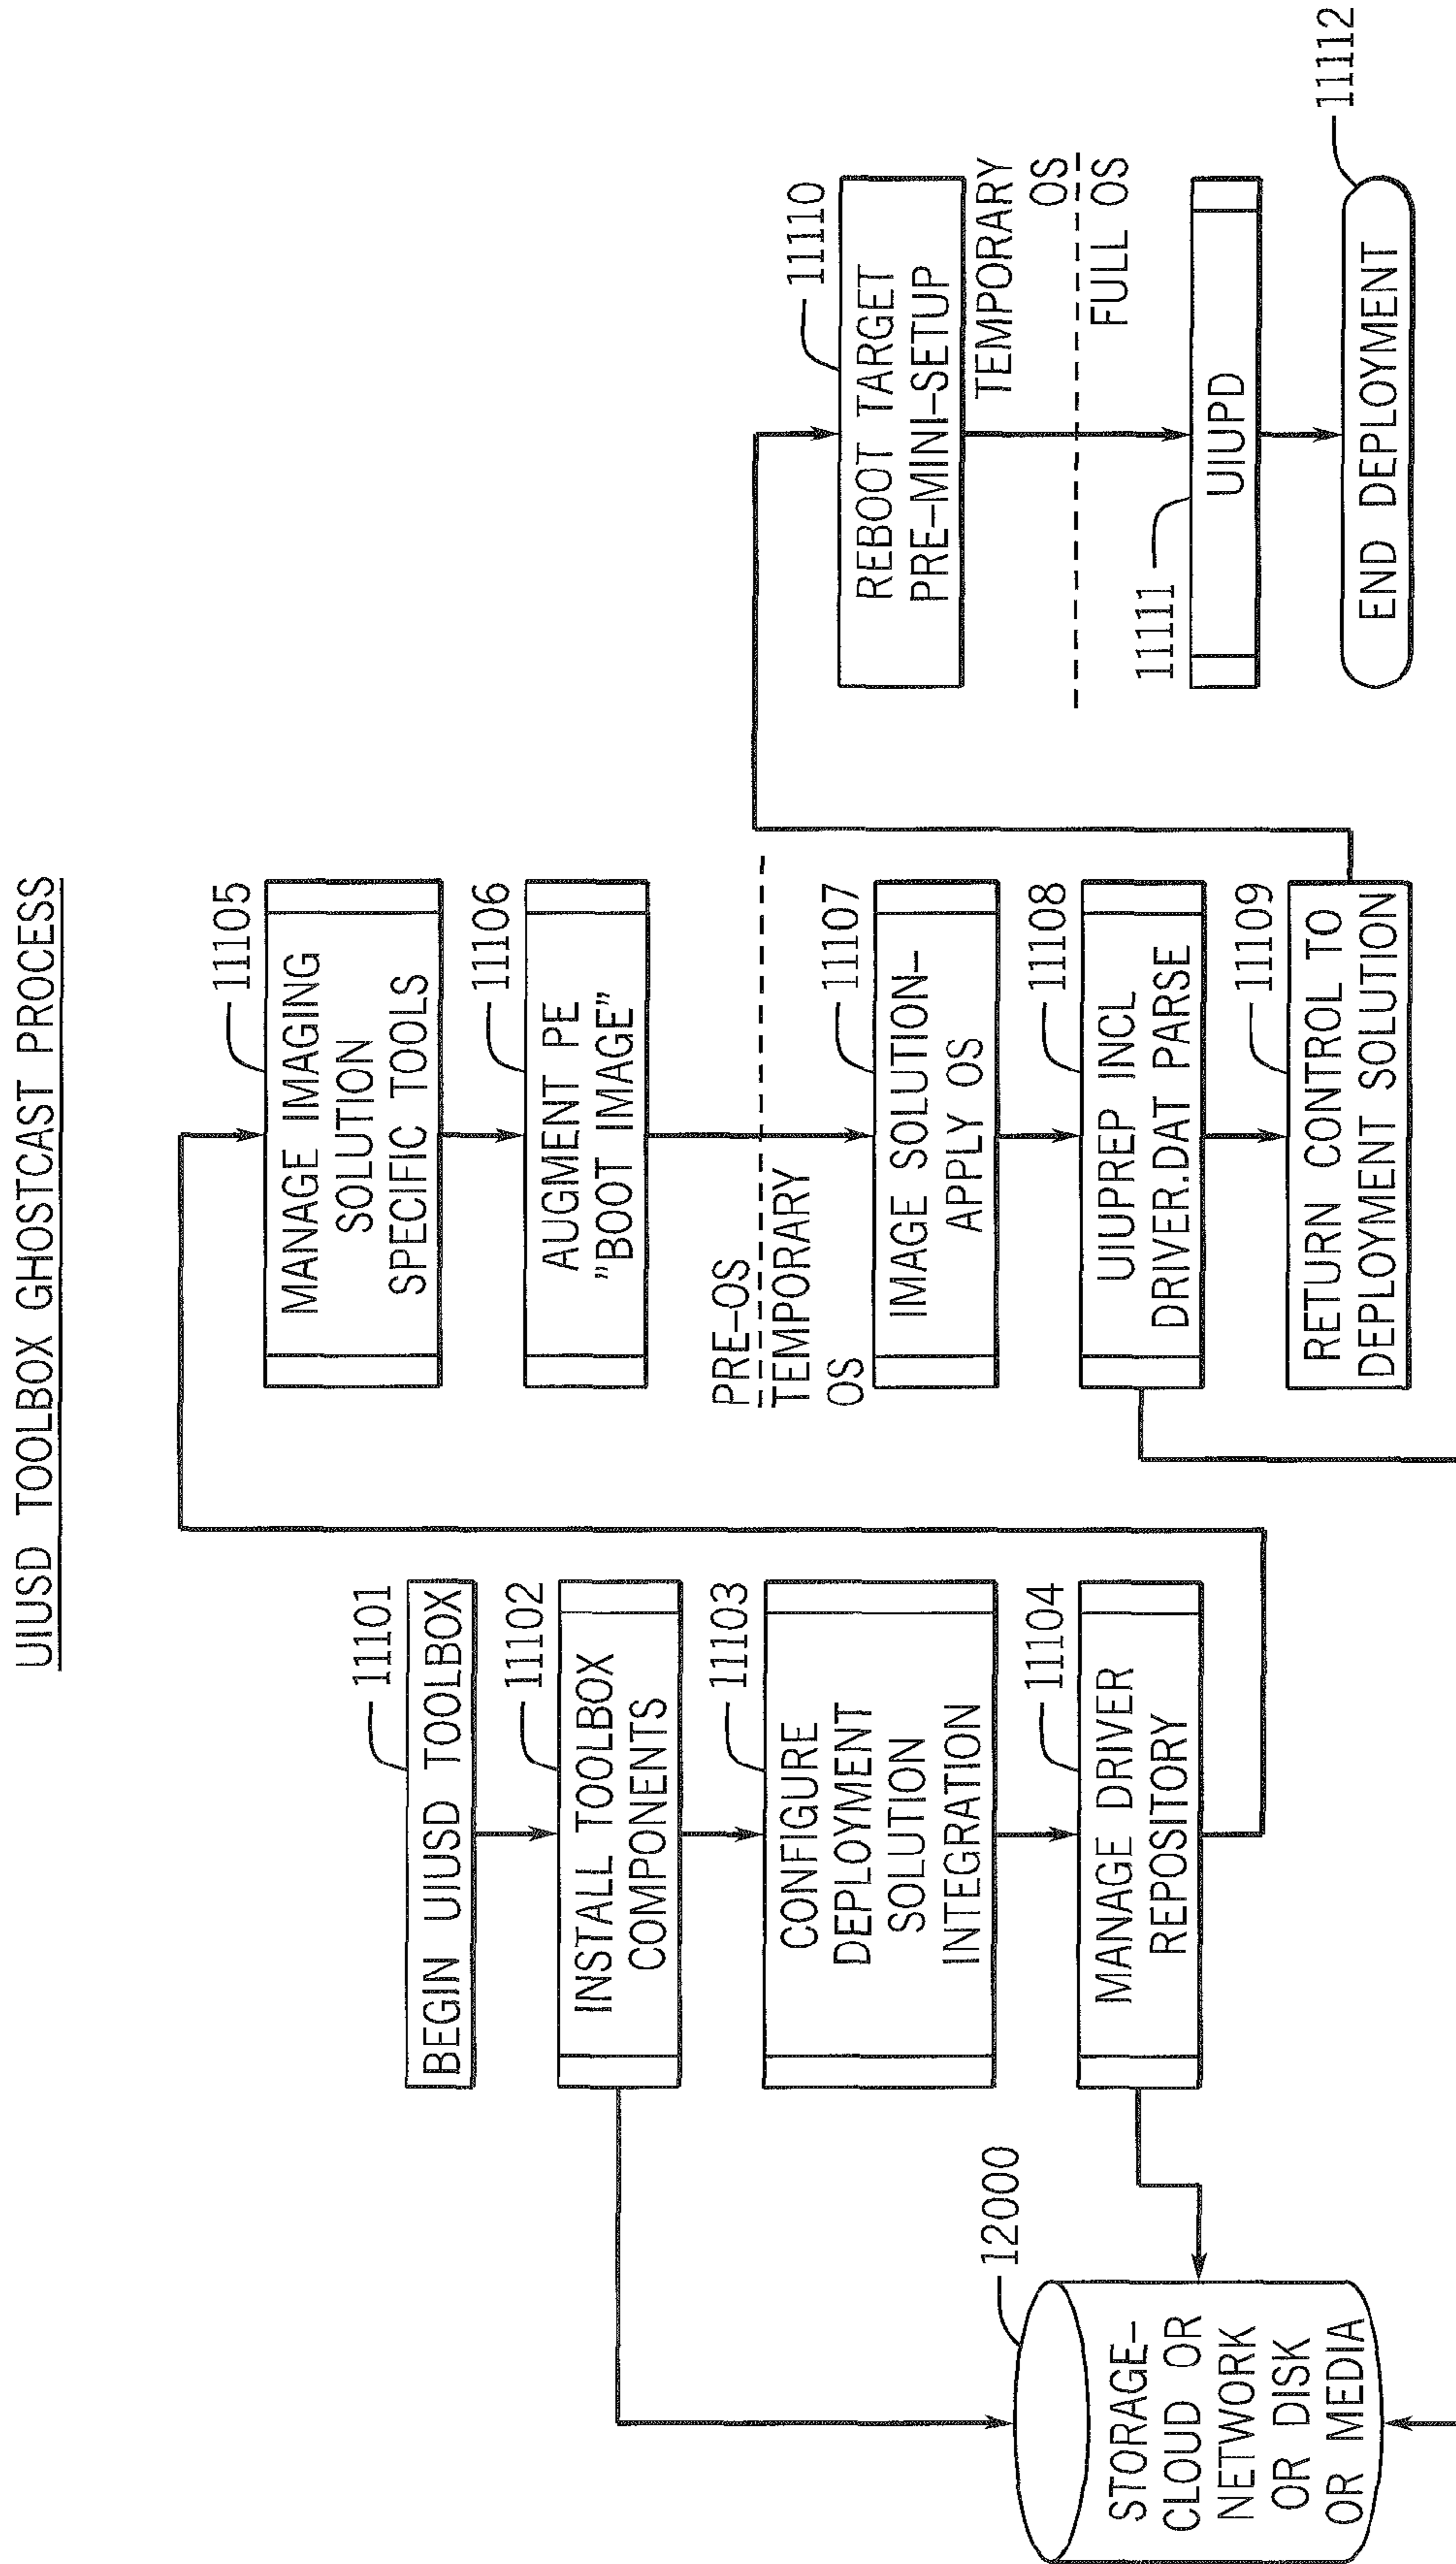 UIUSD TOOLBOX GHOSTCAST PROCESS
11101
BEGIN UIUSD TOOLBOX
11102
INSTALL TOOLBOX
COMPONENTS
11103
CONFIGURE
DEPLOYMENT
SOLUTION
INTEGRATION
11104
MANAGE DRIVER
REPOSITORY
12000
STORAGE–
CLOUD OR
NETWORK
OR DISK
OR MEDIA
11105
MANAGE IMAGING
SOLUTION
SPECIFIC TOOLS
11106
AUGMENT PE
"BOOT IMAGE"
PRE–OS
TEMPORARY
OS
11107
IMAGE SOLUTION–
APPLY OS
11108
UIUPREP INCL
DRIVER.DAT PARSE
11109
RETURN CONTROL TO
DEPLOYMENT SOLUTION
11110
REBOOT TARGET
PRE–MINI–SETUP
TEMPORARY
OS
FULL OS
11111
UIUPD
END DEPLOYMENT
11112